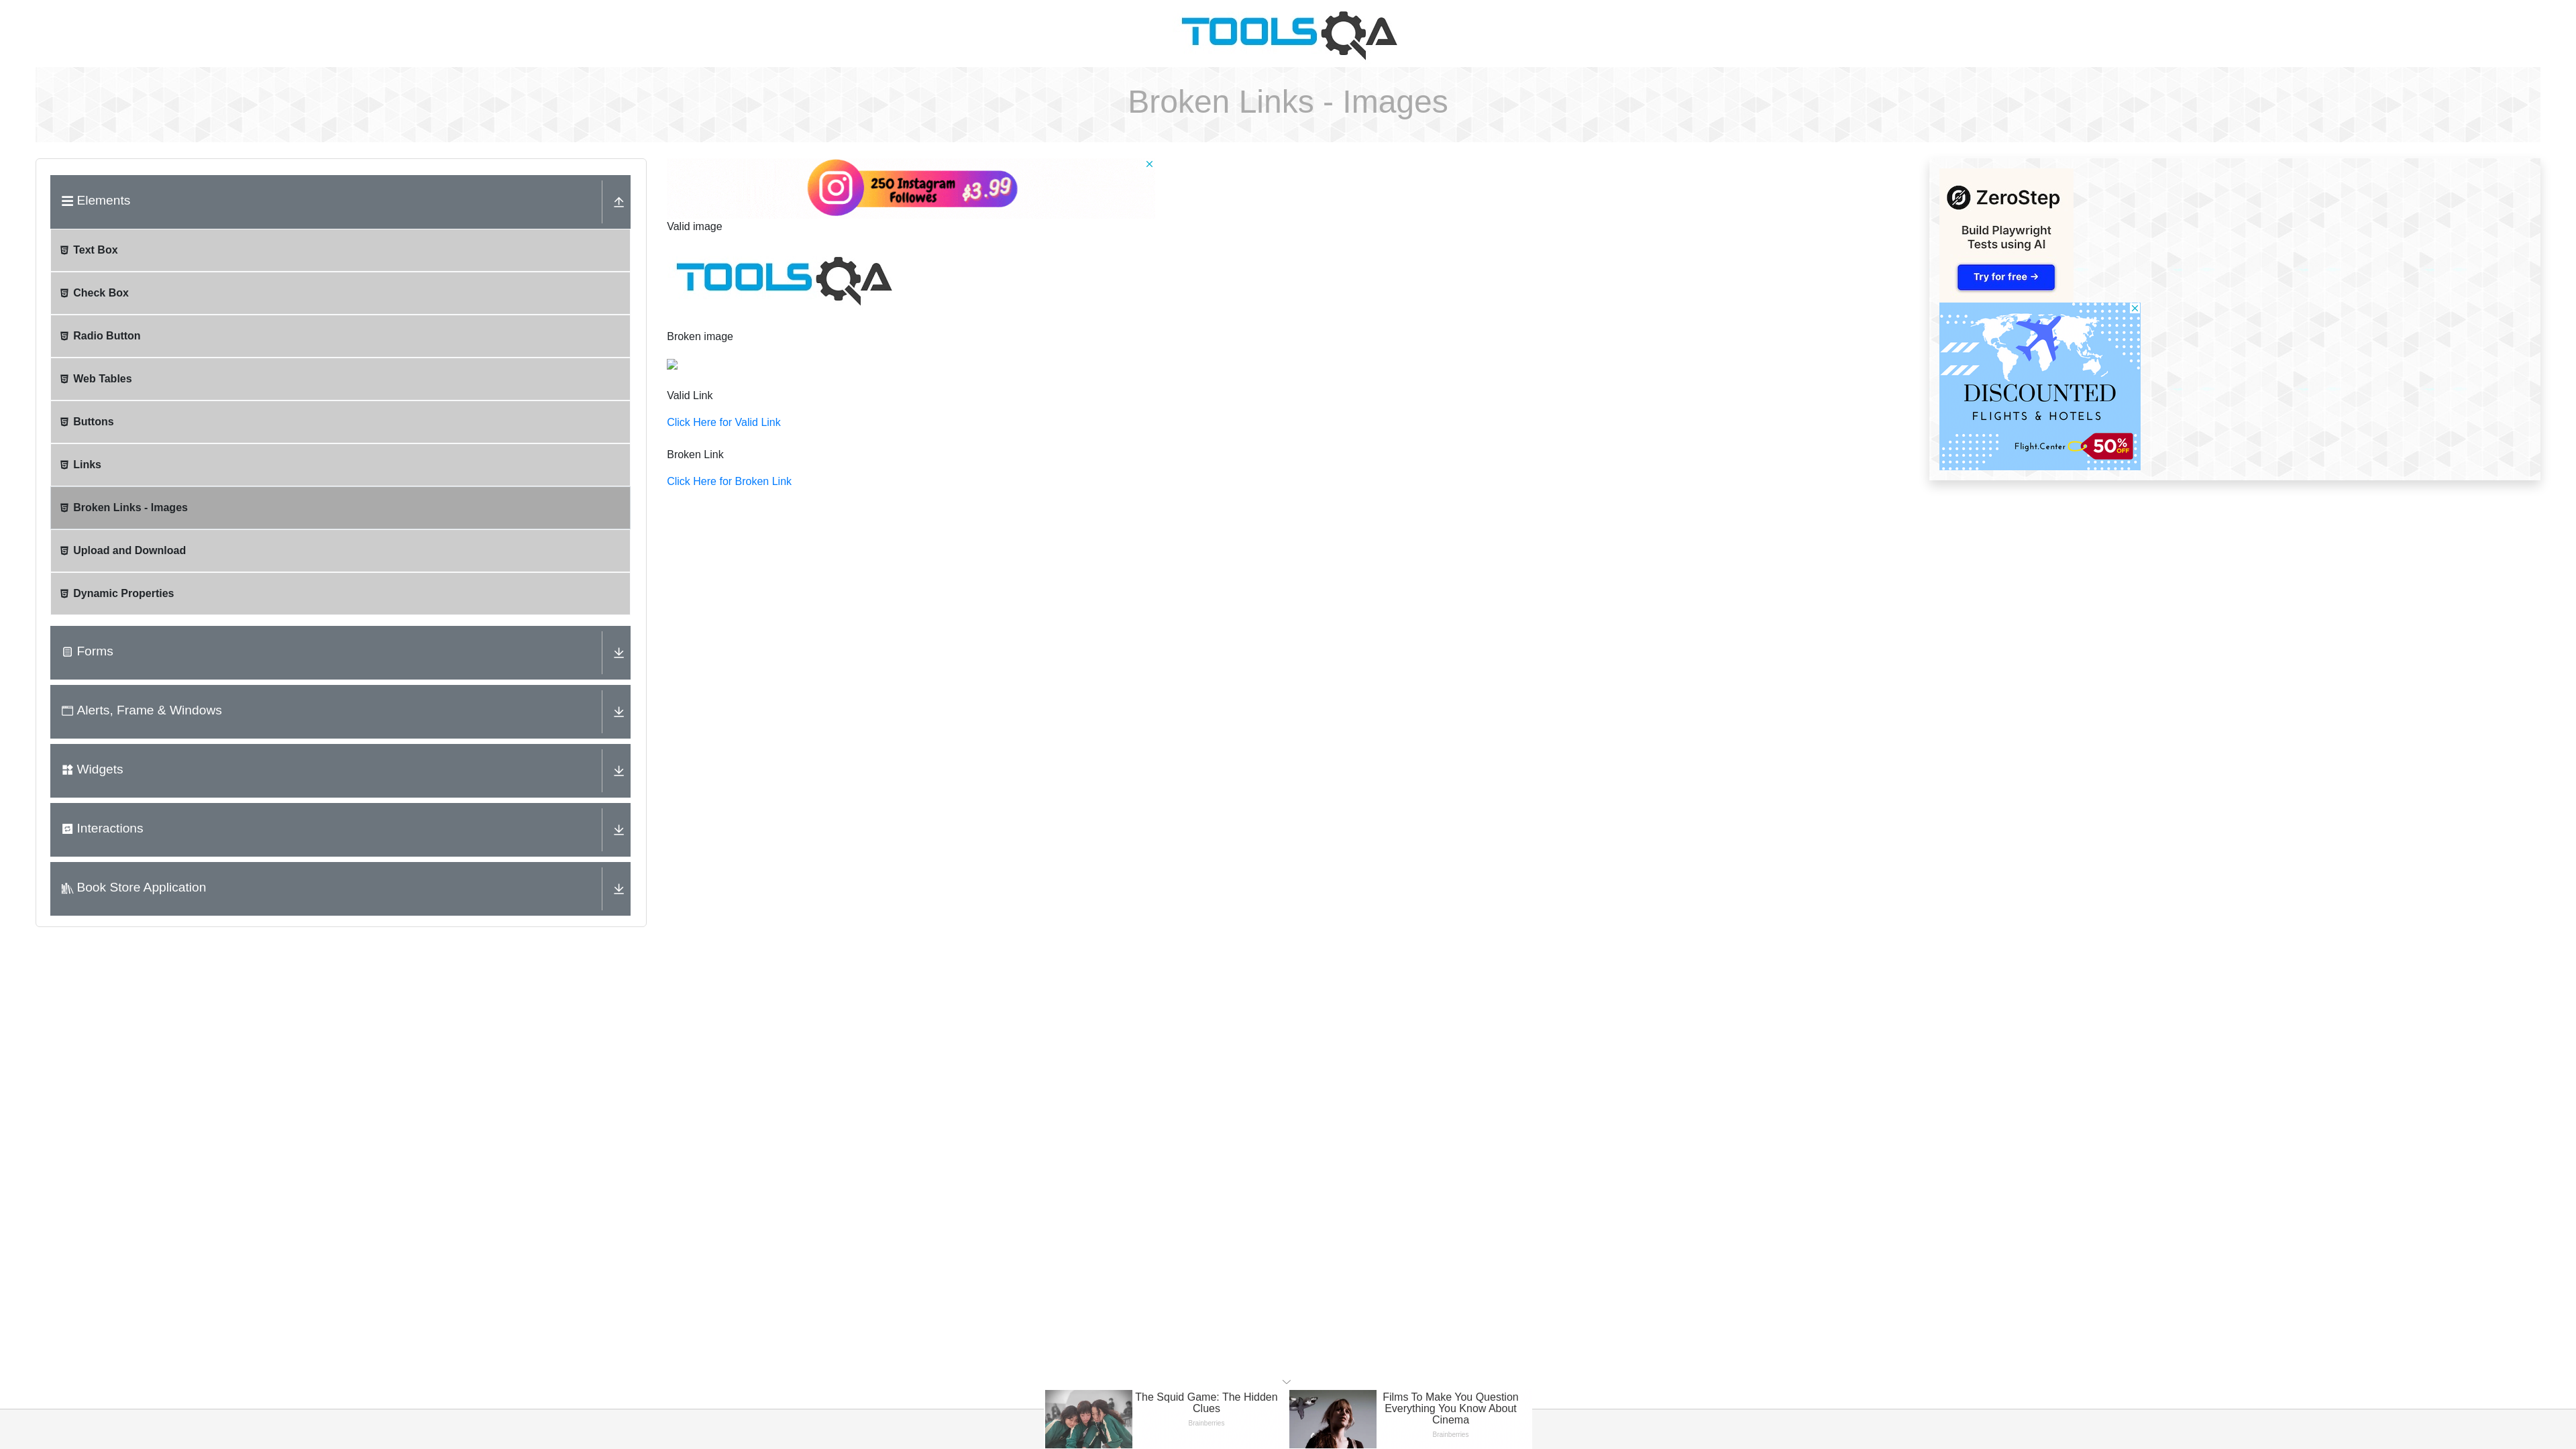 TOOLSQA
Broken Links - Images
Elements
Text Box
Check Box
Radio Button
Web Tables
Buttons
Links
Broken Links - Images
Upload and Download
Dynamic Properties
Forms
Alerts, Frame & Windows
Widgets
Interactions
Book Store Application
250 Instagram
Followes
$3.99
Valid image
TOOLSQA
Broken image
Valid Link
Click Here for Valid Link
Broken Link
Click Here for Broken Link
ZeroStep
Build Playwright
Tests using AI
Try for free →
DISCOUNTED
FLIGHTS & HOTELS
Flight.Center
50%
OFF
The Squid Game: The Hidden
Clues
Brainberries
Films To Make You Question
Everything You Know About
Cinema
Brainberries